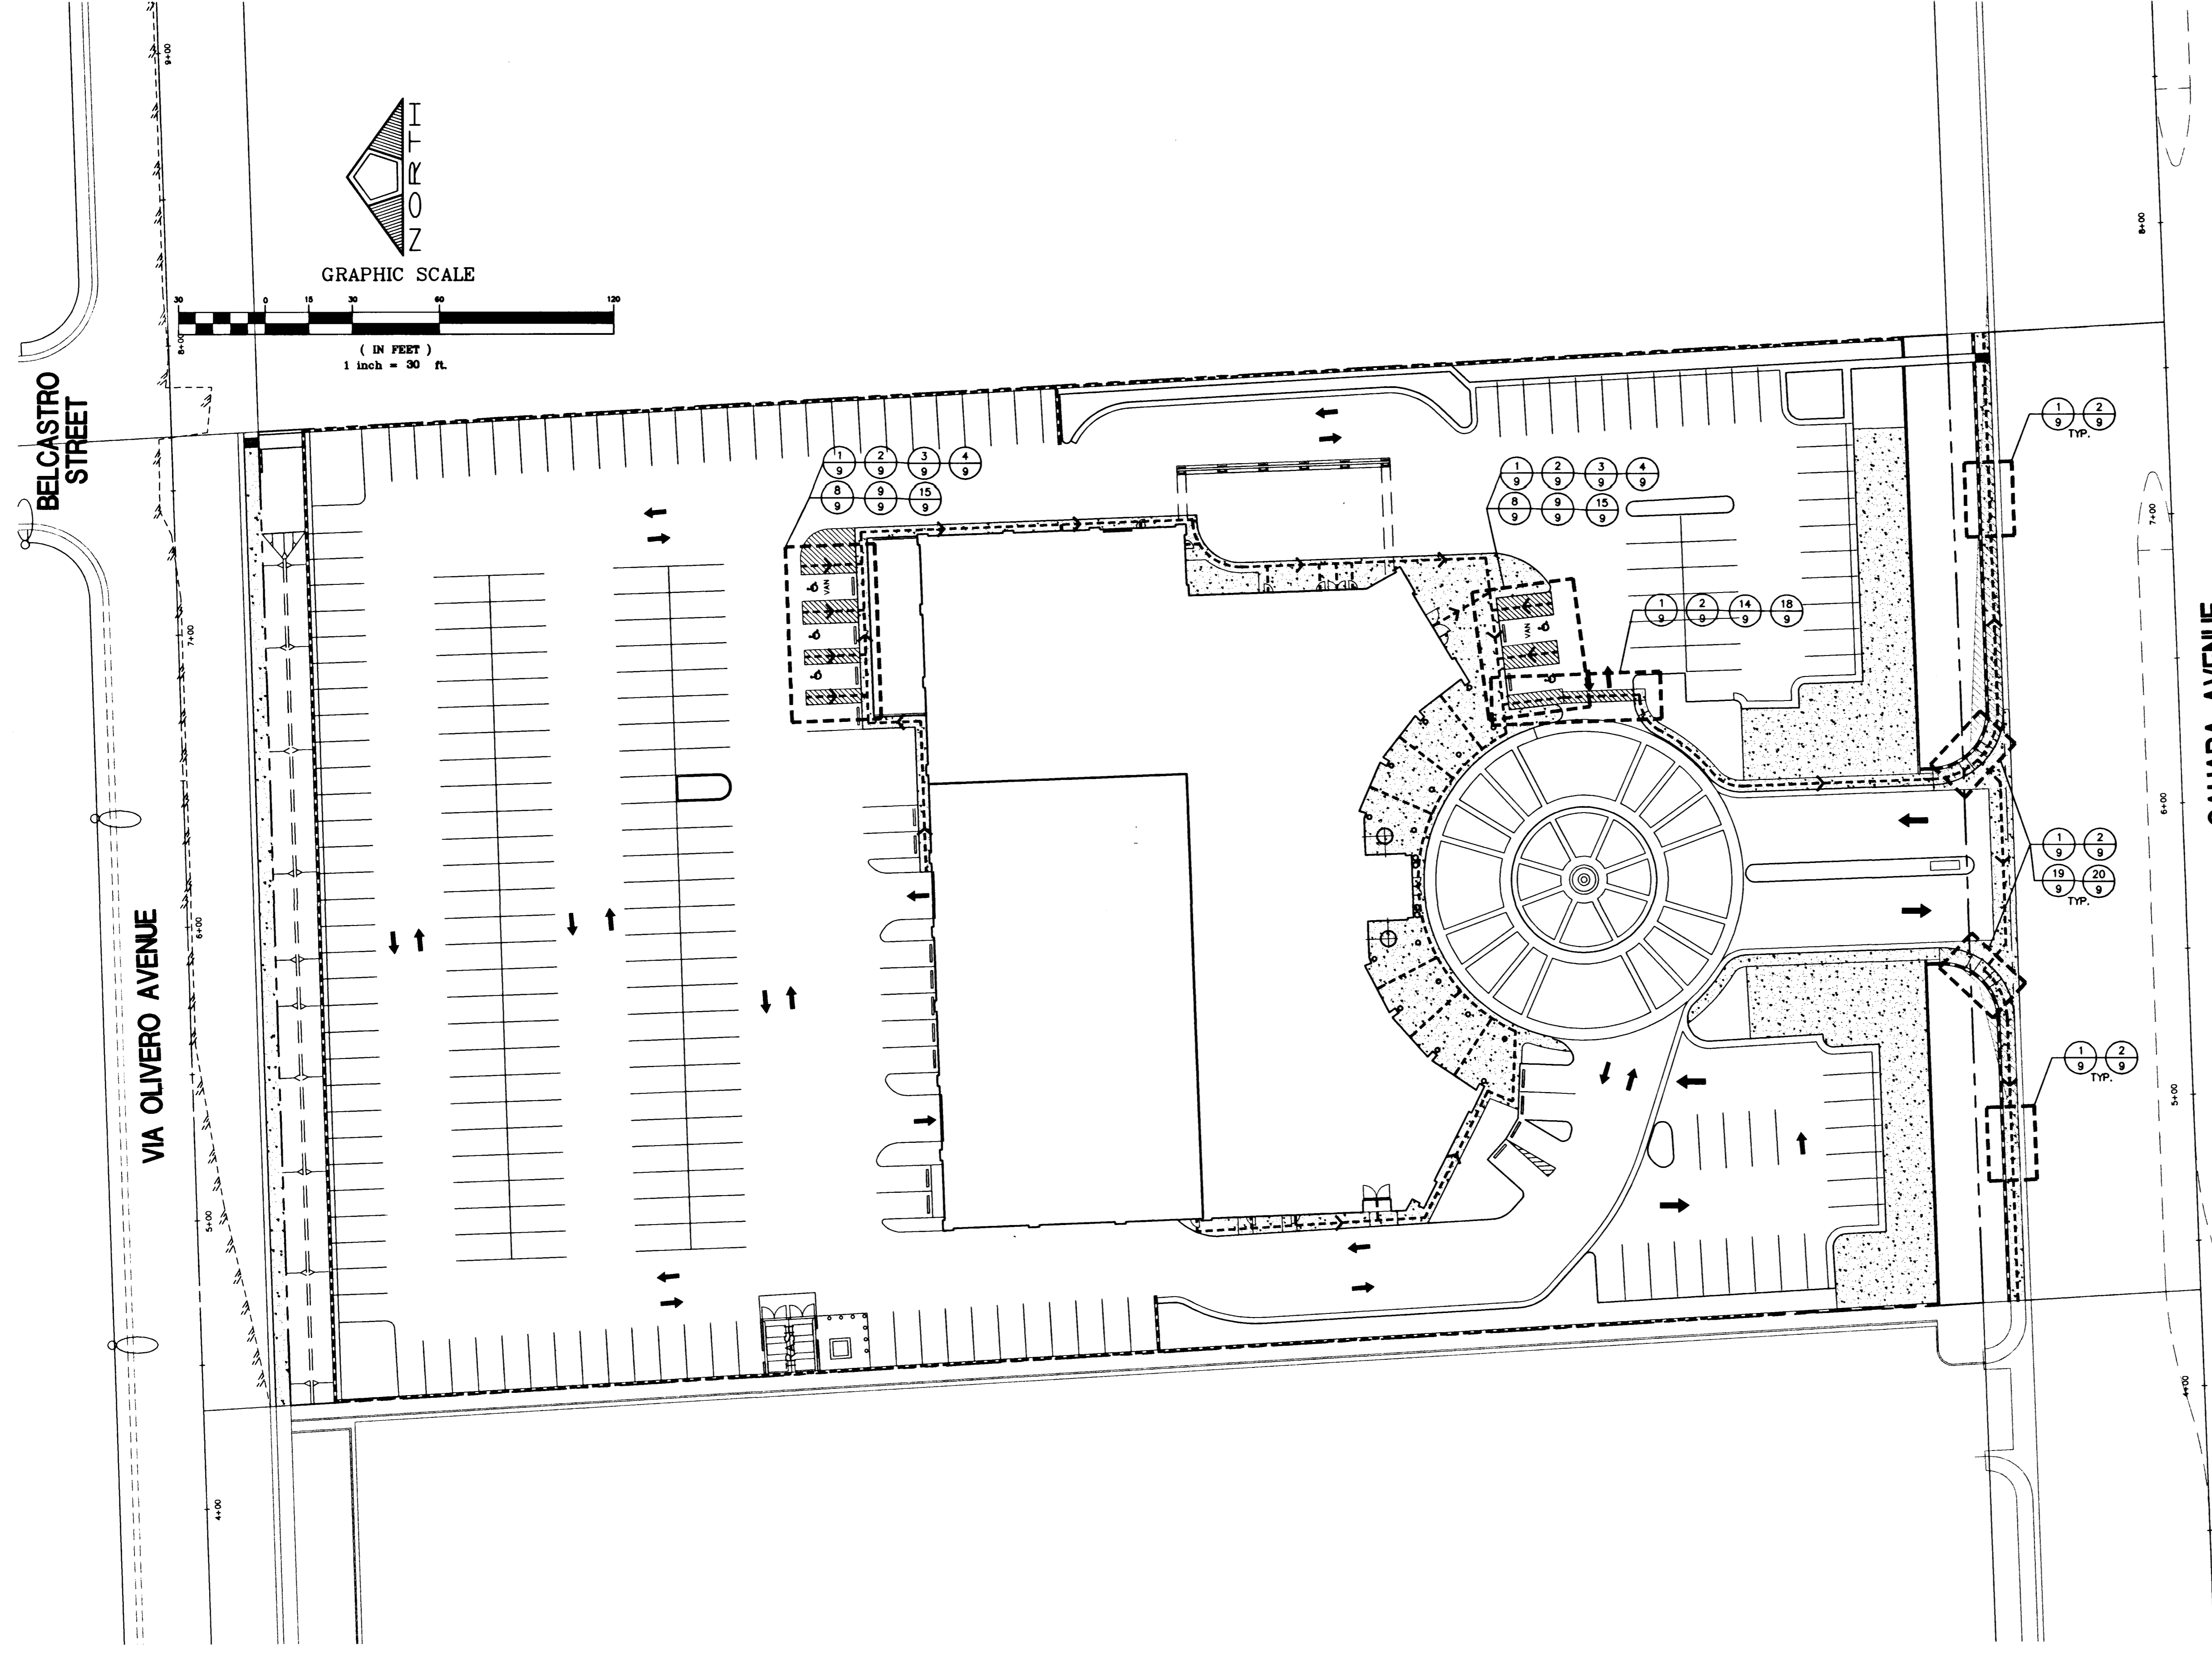 9+00
NORTH
GRAPHIC SCALE
30 0 15 30 60 120
( IN FEET )
1 inch = 30 ft.
8+00
8+00
BELCASTRO
STREET
1 2
9 9
TYP.
1 2 3 4
9 9 9 9
8 9 15
9 9 9
1 2 3 4
9 9 9 9
8 9 15
9 9 9
7+00
7+00
VAN
VAN
1 2 14 18
9 9 9 9
6+00
1 2
9 9
19 20
9 9
TYP.
6+00
VIA OLIVERO AVENUE
1 2
9 9
TYP.
5+00
5+00
4+00
4+00
AVENUE